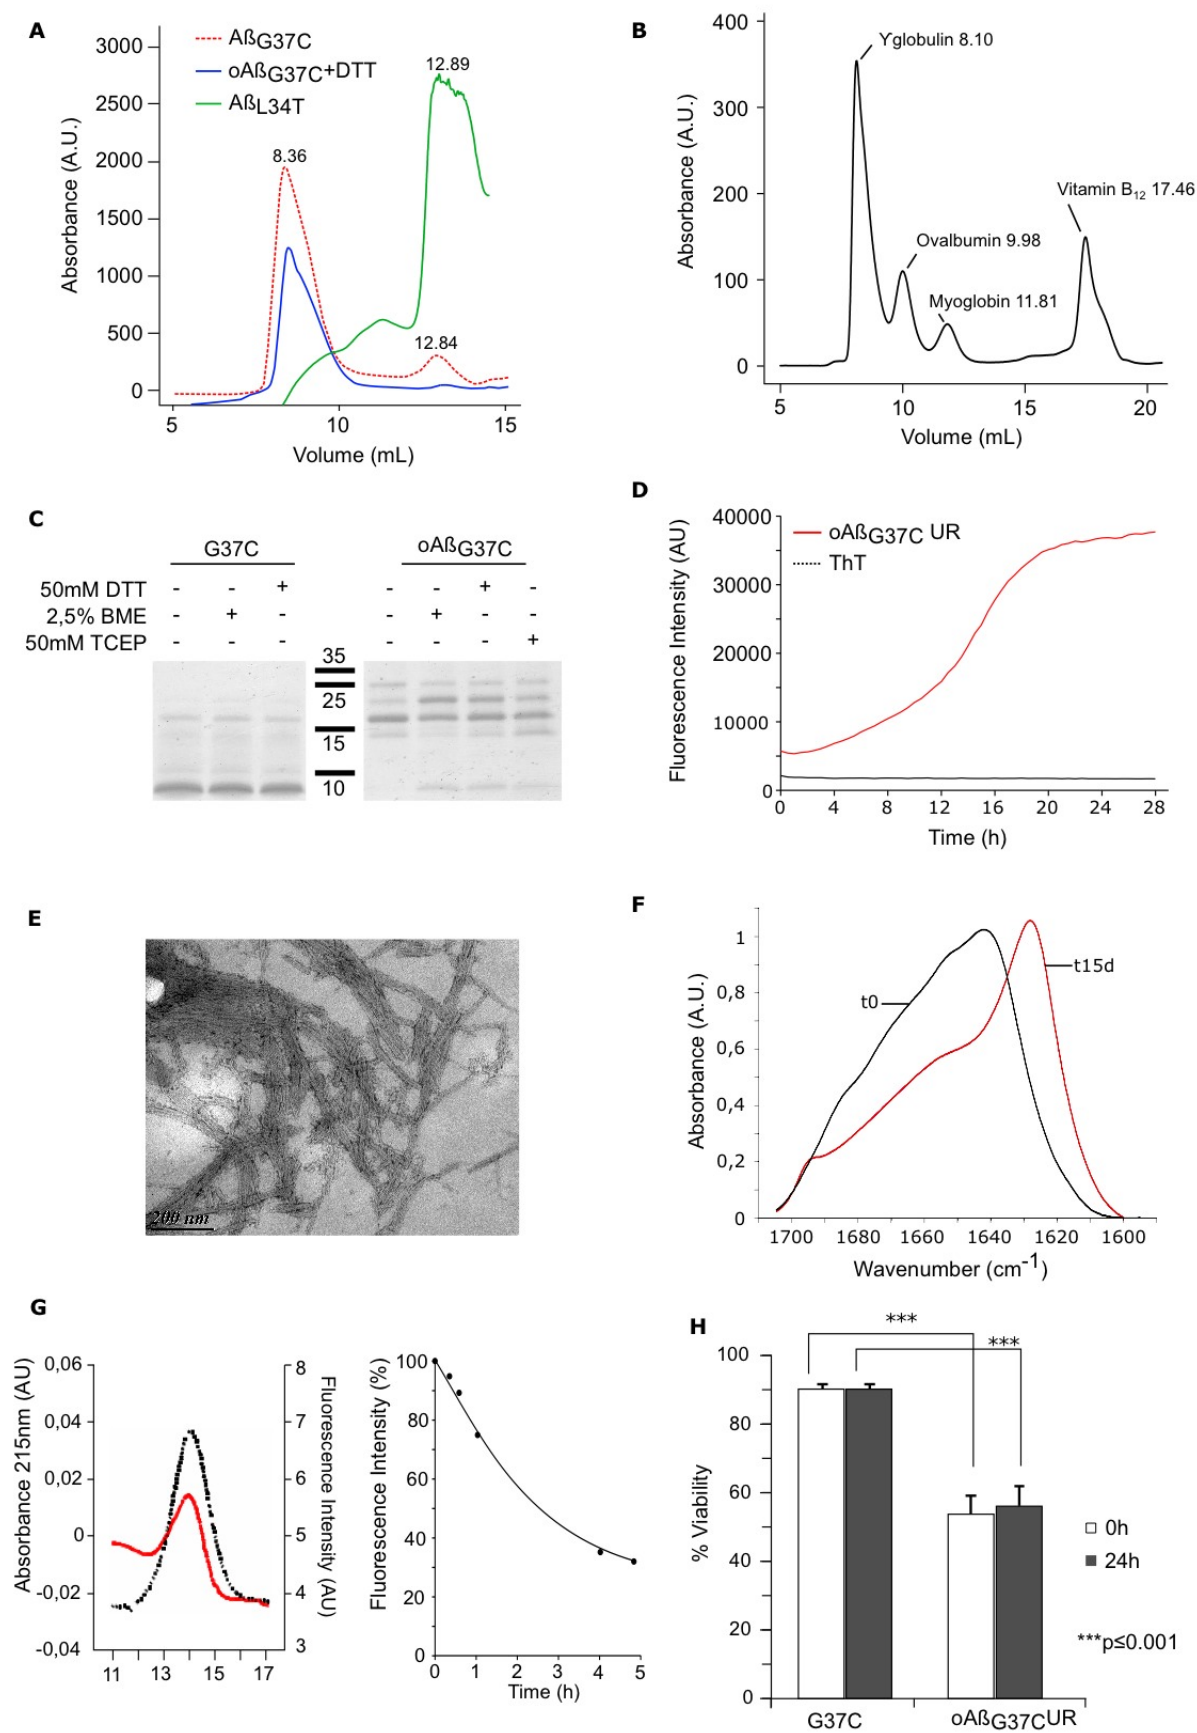 A
AßG37C
oAßG37C+DTT
AßL34T
3000
2500
2000
1500
1000
500
0
Absorbance (A.U.)
8.36
12.89
12.84
5
10
15
Volume (mL)
B
400
300
200
100
0
Absorbance (A.U.)
Ɣglobulin 8.10
Ovalbumin 9.98
Myoglobin 11.81
Vitamin B12 17.46
5
10
15
20
Volume (mL)
C
G37C
oAßG37C
50mM DTT - - + - - + -
2,5% BME - + - - + - -
50mM TCEP - - - - - - +
35
25
15
10
D
40000
30000
20000
10000
0
Fluorescence Intensity (AU)
oAßG37C UR
ThT
0 4 8 12 16 20 24 28
Time (h)
E
200 nm
F
1
0,8
0,6
0,4
0,2
0
Absorbance (A.U.)
t0
t15d
1700 1680 1660 1640 1620 1600
Wavenumber (cm-1)
G
Absorbance 215nm (AU)
0,06
0,04
0,02
0
-0,02
-0,04
8
7
6
5
4
3
Fluorescence Intensity (AU)
11 13 15 17
Fluorescence Intensity (%)
100
80
60
40
20
0
0 1 2 3 4 5
Time (h)
H
***
***
100
80
60
40
20
0
% Viability
0h
24h
***p≤0.001
G37C
oAßG37CUR